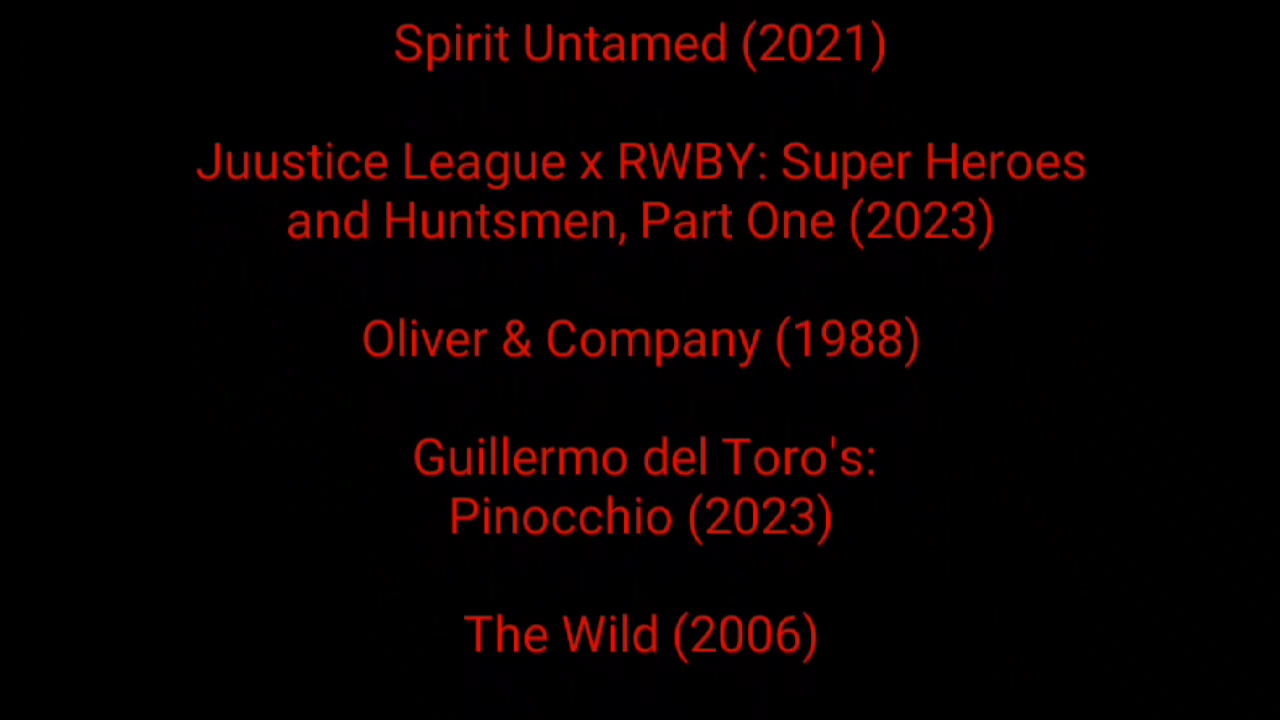 Spirit Untamed (2021)
Juustice League x RWBY: Super Heroes
and Huntsmen, Part One (2023)
Oliver & Company (1988)
Guillermo del Toro's:
Pinocchio (2023)
The Wild (2006)